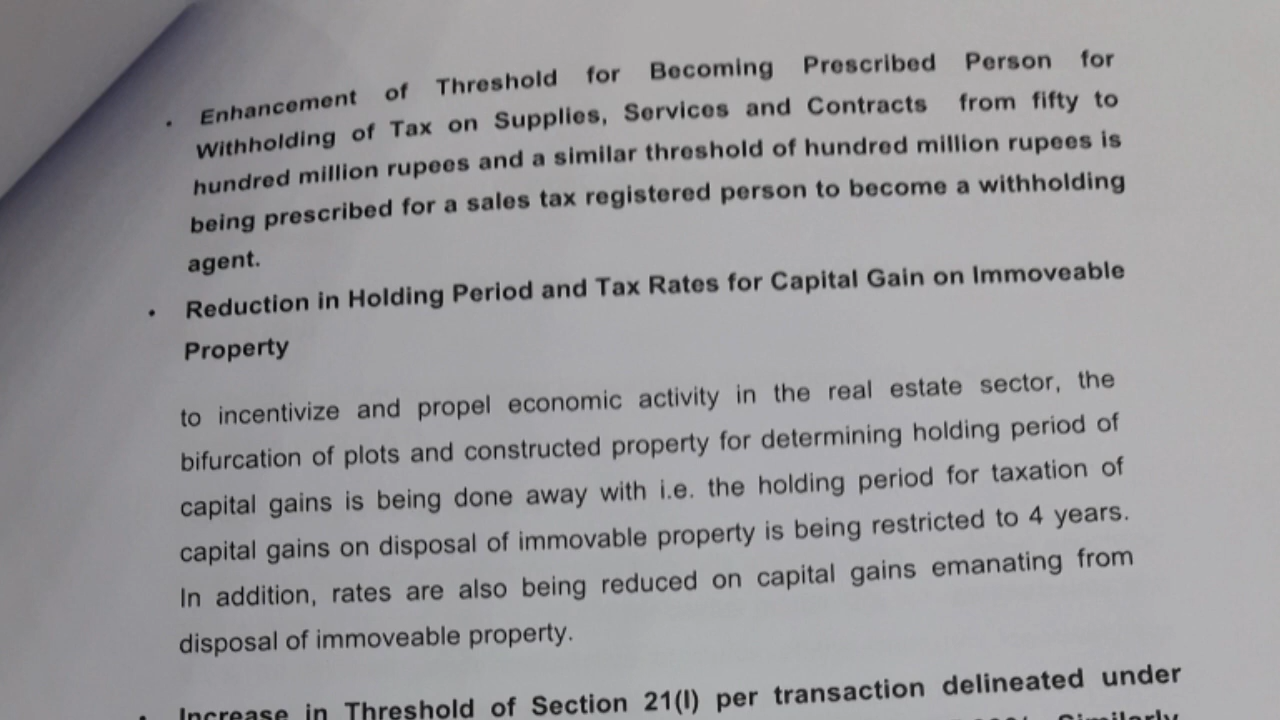 • Enhancement of Threshold for Becoming Prescribed Person for
Withholding of Tax on Supplies, Services and Contracts from fifty to
hundred million rupees and a similar threshold of hundred million rupees is
being prescribed for a sales tax registered person to become a withholding
agent.
• Reduction in Holding Period and Tax Rates for Capital Gain on Immoveable
Property
to incentivize and propel economic activity in the real estate sector, the
bifurcation of plots and constructed property for determining holding period of
capital gains is being done away with i.e. the holding period for taxation of
capital gains on disposal of immovable property is being restricted to 4 years.
In addition, rates are also being reduced on capital gains emanating from
disposal of immoveable property.
• Increase in Threshold of Section 21(l) per transaction delineated under
Similarly